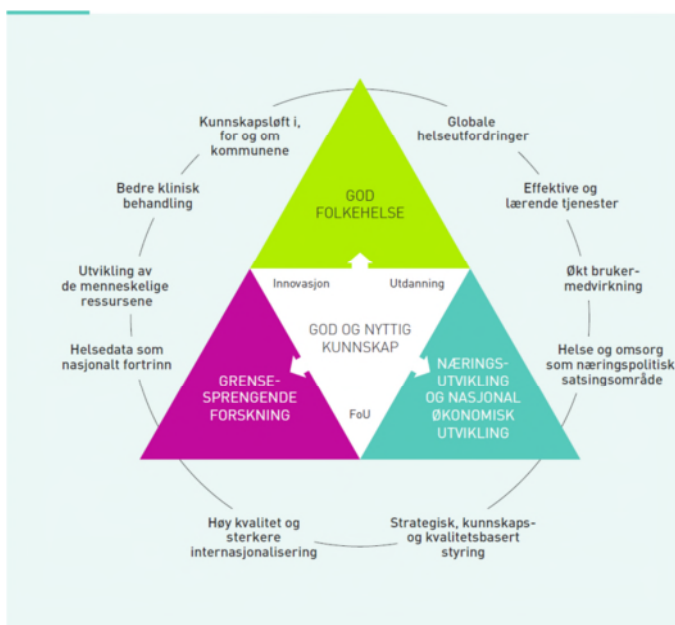 Kunnskapsløft i,
for og om
kommunene
Globale
helseutfordringer
Bedre klinisk
behandling
GOD
FOLKEHELSE
Effektive og
lærende tjenester
Utvikling av
de menneskelige
ressursene
Innovasjon
Utdanning
Økt bruker-
medvirkning
GOD OG NYTTIG
KUNNSKAP
Helsedata som
nasjonalt fortrinn
GRENSE-
SPRENGENDE
FORSKNING
FoU
NÆRINGS-
UTVIKLING
OG NASJONAL
ØKONOMISK
UTVIKLING
Helse og omsorg
som næringspolitisk
satsingsområde
Høy kvalitet og
sterkere
internasjonalisering
Strategisk, kunnskaps-
og kvalitetsbasert
styring